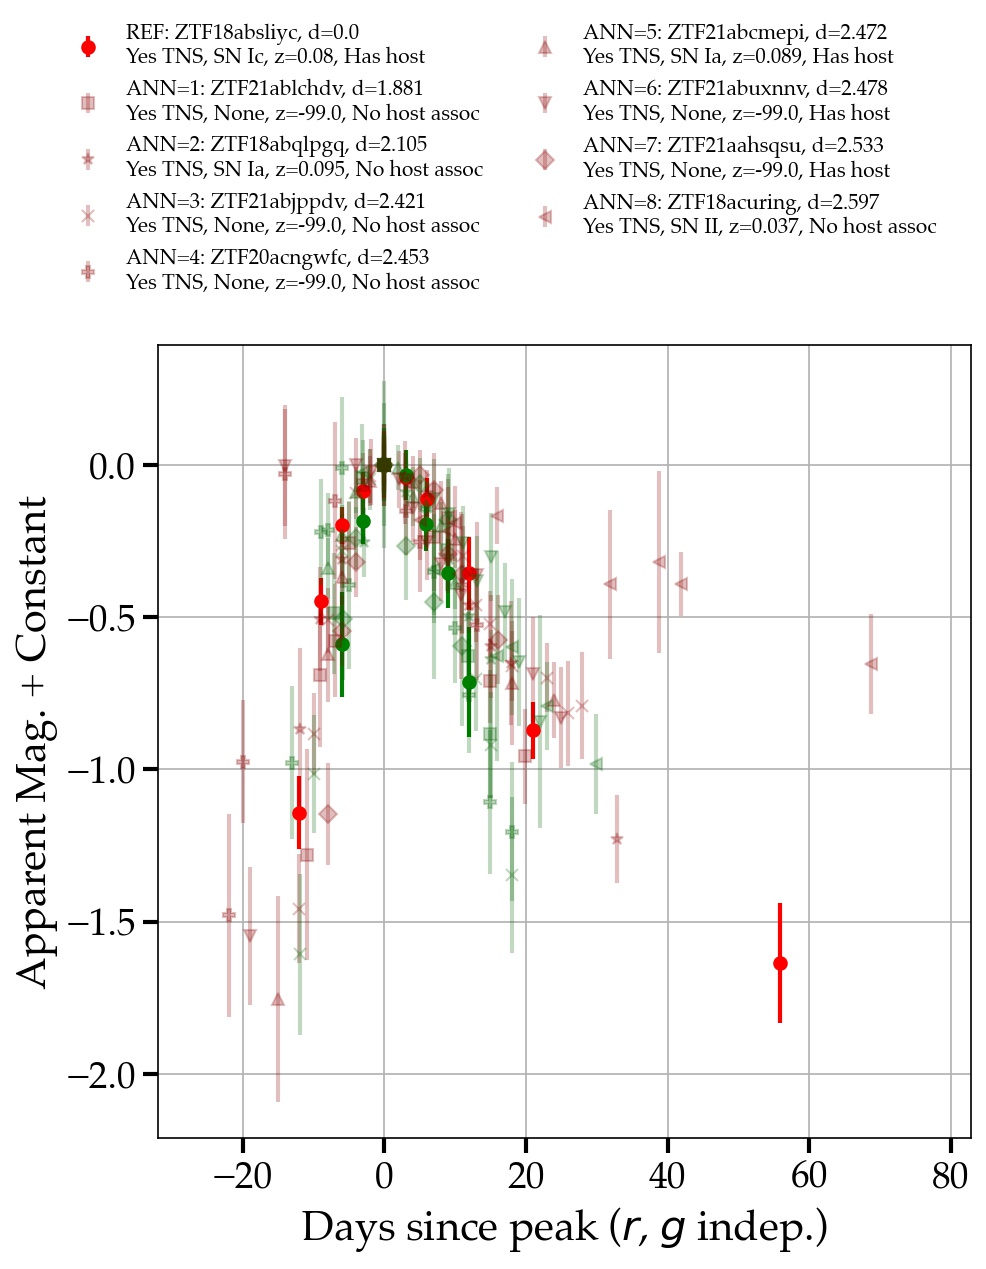 REF: ZTF18absliyc, d=0.0
Yes TNS, SN Ic, z=0.08, Has host
ANN=1: ZTF21ablchdv, d=1.881
Yes TNS, None, z=-99.0, No host assoc
ANN=2: ZTF18abqlpgq, d=2.105
Yes TNS, SN Ia, z=0.095, No host assoc
ANN=3: ZTF21abjppdv, d=2.421
Yes TNS, None, z=-99.0, No host assoc
ANN=4: ZTF20acngwfc, d=2.453
Yes TNS, None, z=-99.0, No host assoc
ANN=5: ZTF21abcmepi, d=2.472
Yes TNS, SN Ia, z=0.089, Has host
ANN=6: ZTF21abuxnnv, d=2.478
Yes TNS, None, z=-99.0, Has host
ANN=7: ZTF21aahsqsu, d=2.533
Yes TNS, None, z=-99.0, Has host
ANN=8: ZTF18acuring, d=2.597
Yes TNS, SN II, z=0.037, No host assoc
Apparent Mag. + Constant
0.0
−0.5
−1.0
−1.5
−2.0
−20 0 20 40 60 80
Days since peak (r, g indep.)